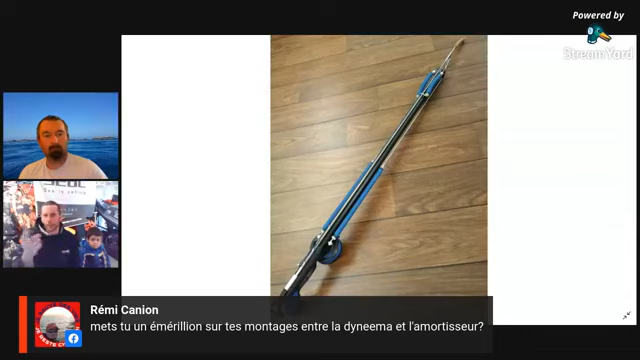 Powered by
StreamYard
Rémi Canion
mets tu un émérillion sur tes montages entre la dyneema et l'amortisseur?